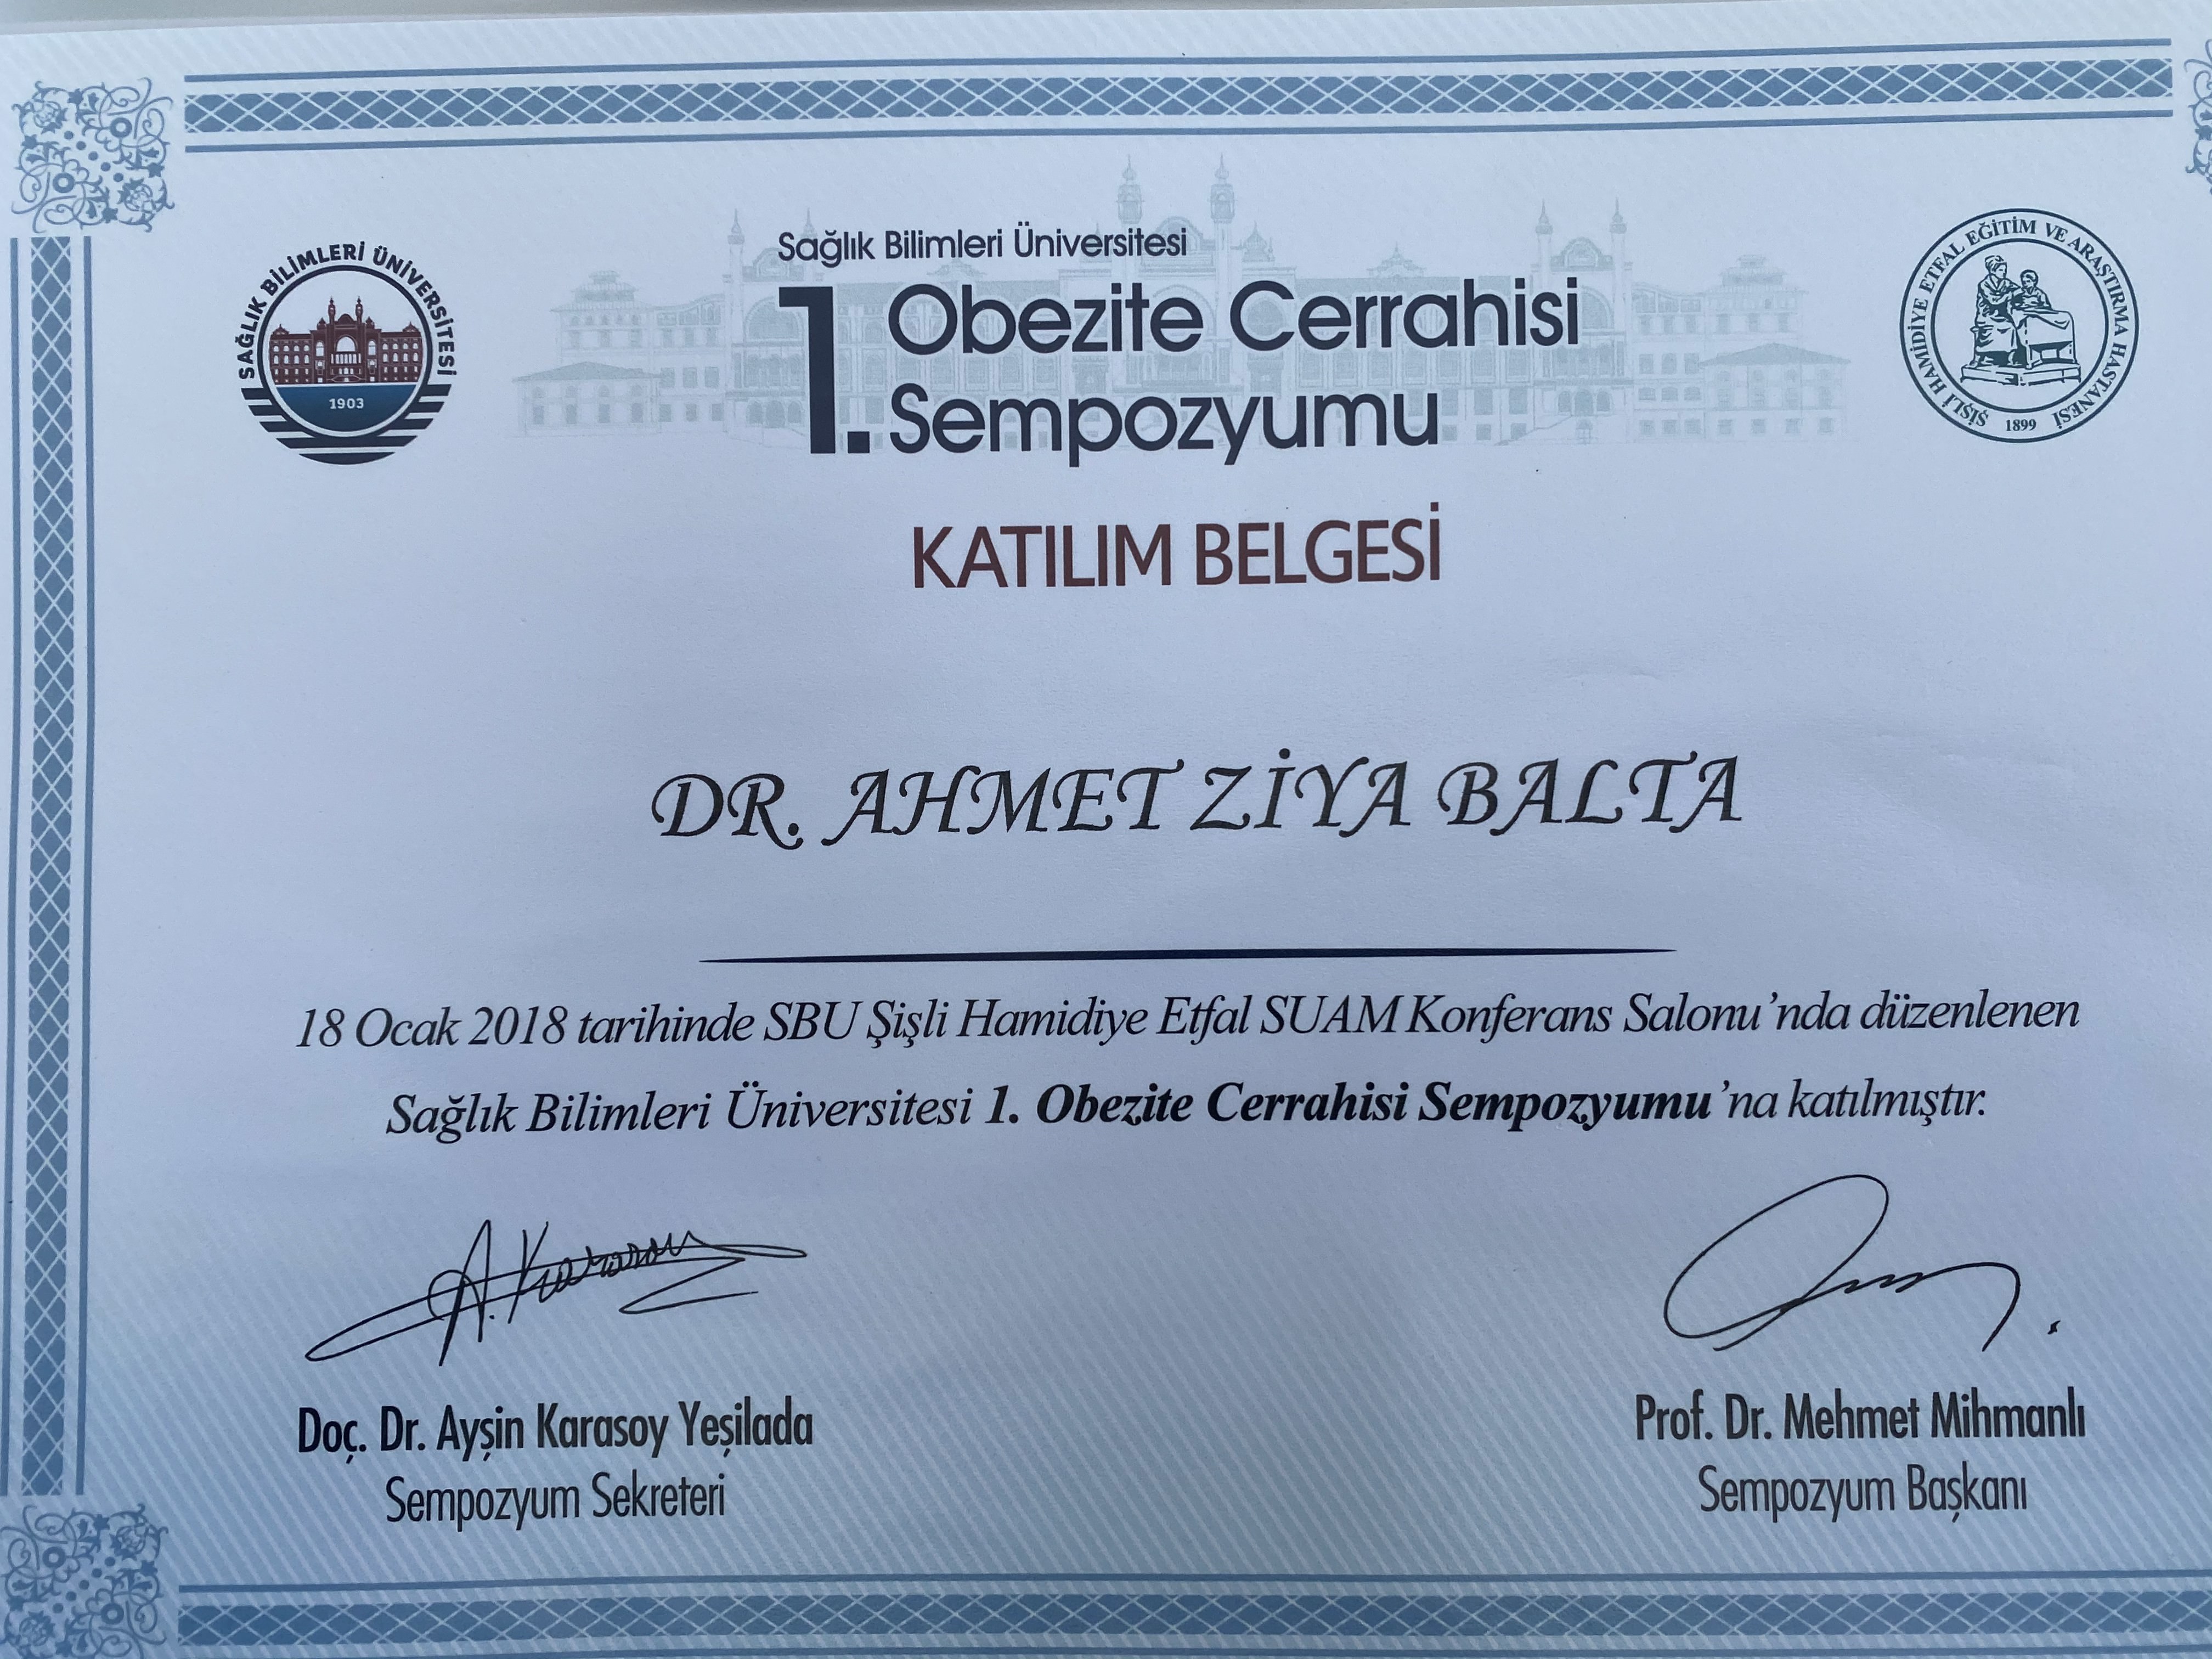 SAĞLIK BİLİMLERİ ÜNİVERSİTESİ
1903
Sağlık Bilimleri Üniversitesi
1. Obezite Cerrahisi
Sempozyumu
ŞİŞLİ HAMİDİYE ETFAL EĞİTİM VE ARAŞTIRMA HASTANESİ
1899
KATILIM BELGESİ
DR. AHMET ZİYA BALTA
18 Ocak 2018 tarihinde SBU Şişli Hamidiye Etfal SUAM Konferans Salonu'nda düzenlenen
Sağlık Bilimleri Üniversitesi 1. Obezite Cerrahisi Sempozyumu'na katılmıştır.
A. Karasoy
Doç. Dr. Ayşin Karasoy Yeşilada
Sempozyum Sekreteri
Prof. Dr. Mehmet Mihmanlı
Sempozyum Başkanı